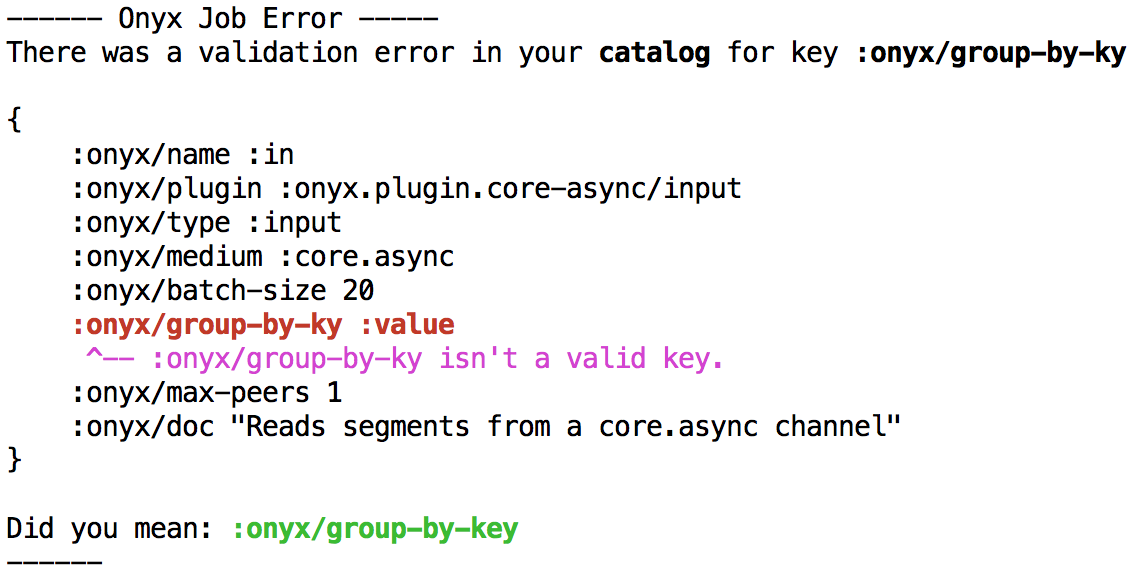 ------ Onyx Job Error -----
There was a validation error in your catalog for key :onyx/group-by-ky
{
:onyx/name :in
:onyx/plugin :onyx.plugin.core-async/input
:onyx/type :input
:onyx/medium :core.async
:onyx/batch-size 20
:onyx/group-by-ky :value
^-- :onyx/group-by-ky isn't a valid key.
:onyx/max-peers 1
:onyx/doc "Reads segments from a core.async channel"
}
Did you mean: :onyx/group-by-key
------